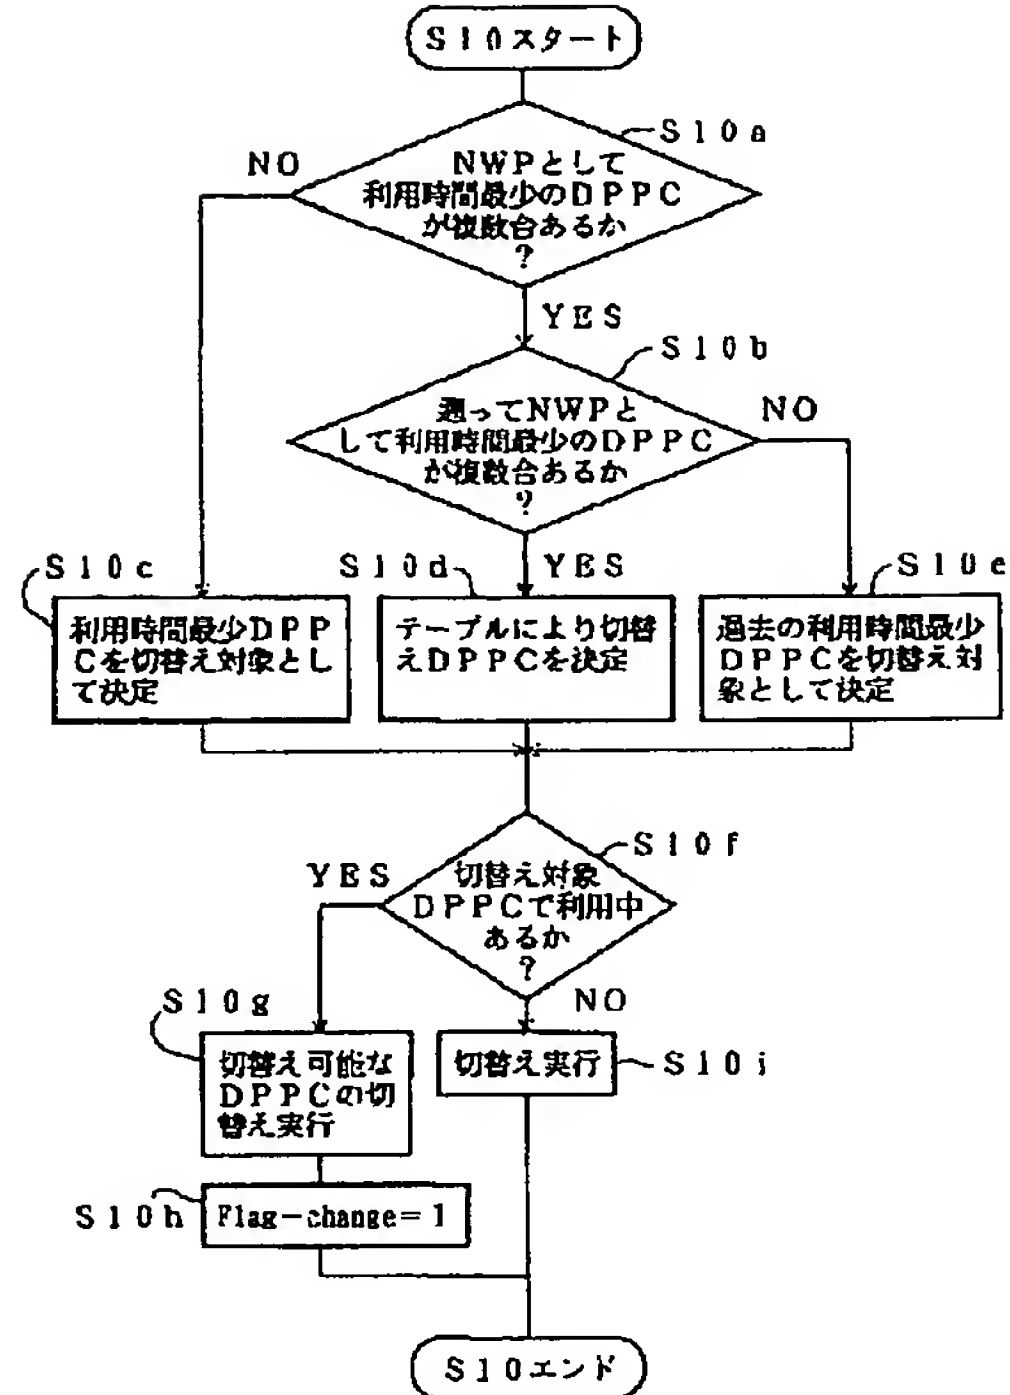 S10スタート
S10a
NO
NWPとして
利用時間最少のDPPC
が複数台あるか
?
YES
S10b
遡ってNWPと
して利用時間最少のDPPC
が複数台あるか
?
NO
S10c
S10d
YES
S10e
利用時間最少DPP
Cを切替え対象とし
て決定
テーブルにより切替
えDPPCを決定
過去の利用時間最少
DPPCを切替え対
象として決定
S10f
YES
切替え対象
DPPCで利用中
あるか
?
NO
S10g
切替え可能な
DPPCの切
替え実行
切替え実行
S10i
S10h
Flag-change=1
S10エンド